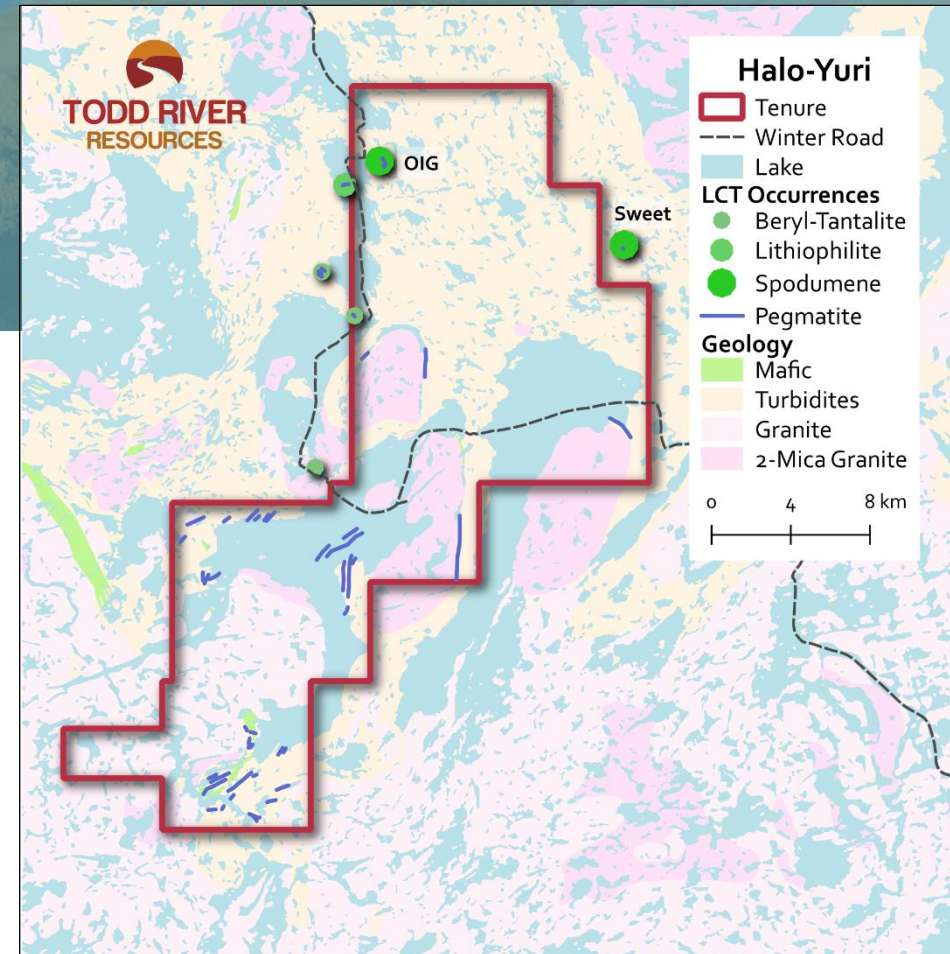 TODD RIVER
RESOURCES
OIG
Sweet
Halo-Yuri
Tenure
Winter Road
Lake
LCT Occurrences
Beryl-Tantalite
Lithiophilite
Spodumene
Pegmatite
Geology
Mafic
Turbidites
Granite
2-Mica Granite
0 4 8 km